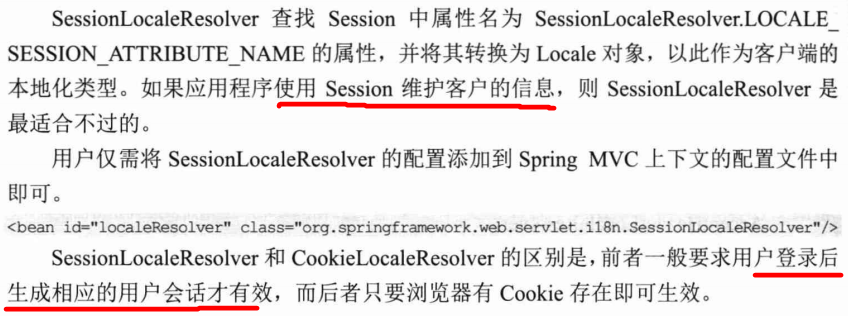 SessionLocaleResolver 查找 Session 中属性名为 SessionLocaleResolver.LOCALE_
SESSION_ATTRIBUTE_NAME 的属性，并将其转换为 Locale 对象，以此作为客户端的
本地化类型。如果应用程序使用 Session 维护客户的信息，则 SessionLocaleResolver 是
最适合不过的。
用户仅需将 SessionLocaleResolver 的配置添加到 Spring MVC 上下文的配置文件中
即可。
<bean id="localeResolver" class="org.springframework.web.servlet.i18n.SessionLocaleResolver"/>
SessionLocaleResolver 和 CookieLocaleResolver 的区别是，前者一般要求用户登录后
生成相应的用户会话才有效，而后者只要浏览器有 Cookie 存在即可生效。